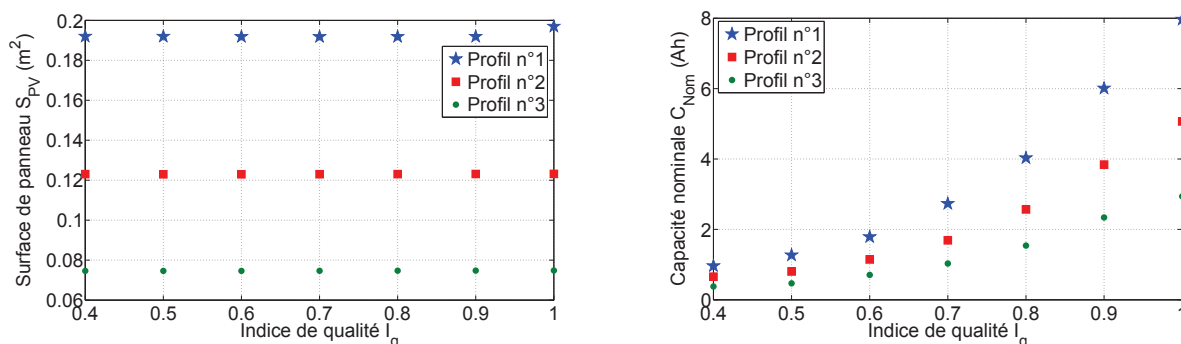 0.2
0.18
0.16
0.14
0.12
0.1
0.08
0.06
Surface de panneau S_PV (m²)
Profil n°1
Profil n°2
Profil n°3
0.4 0.5 0.6 0.7 0.8 0.9 1
Indice de qualité I_q
8
6
4
2
0
Capacité nominale C_Nom (Ah)
Profil n°1
Profil n°2
Profil n°3
0.4 0.5 0.6 0.7 0.8 0.9 1
Indice de qualité I_q